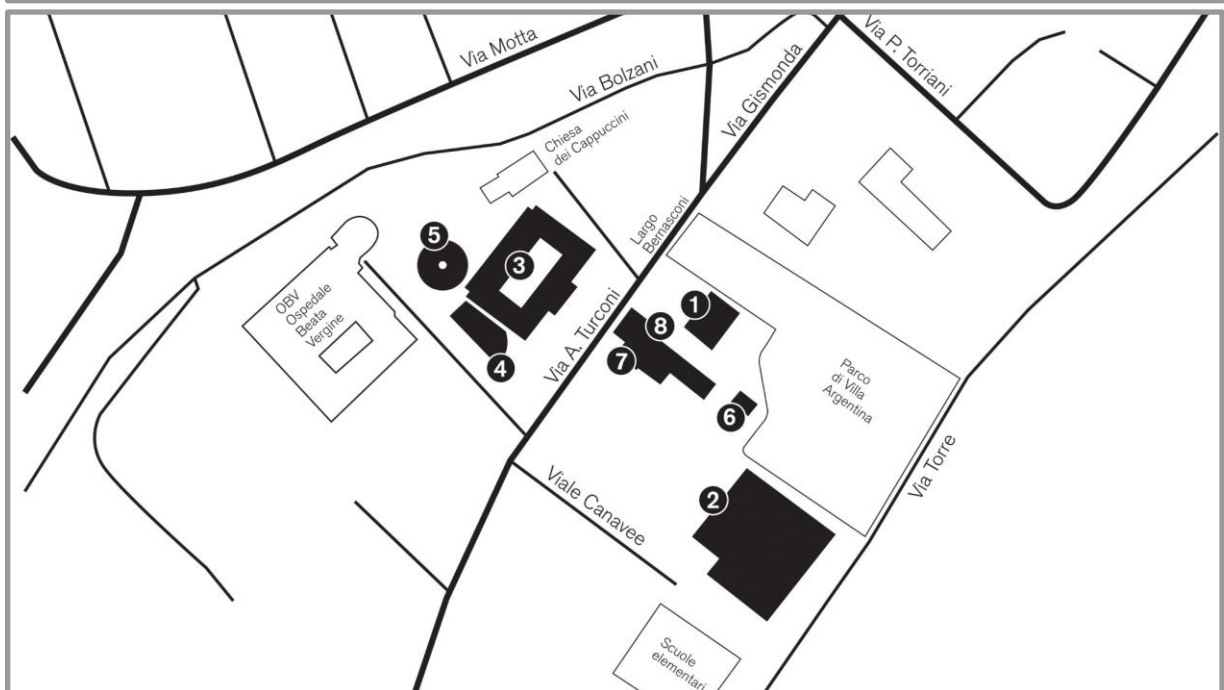 Via Motta
Via Bolzani
Via Gismonda
Via P. Torriani
Chiesa
dei Cappuccini
Largo
Bernasconi
5
3
OBV
Ospedale
Beata
Vergine
4
Via A. Turconi
1
8
7
6
Parco
di Villa
Argentina
Via Torre
2
Viale Canavee
Scuole
elementari